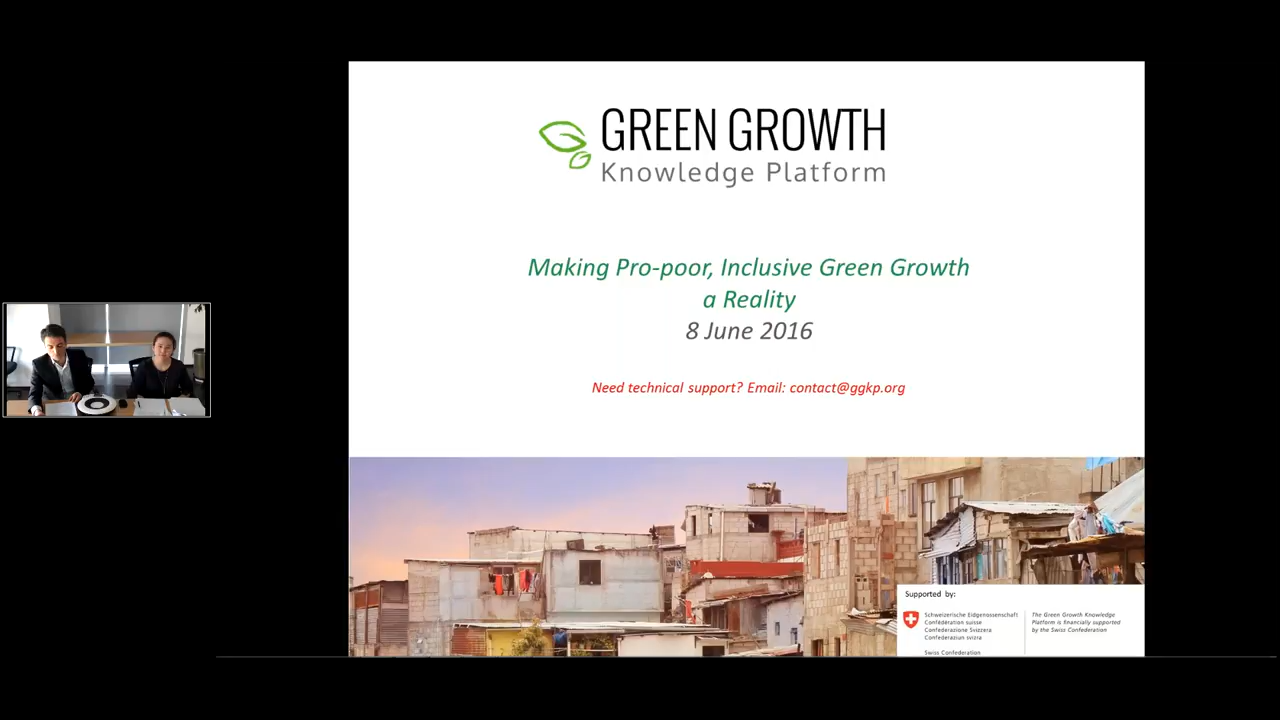 GREEN GROWTH
Knowledge Platform
Making Pro-poor, Inclusive Green Growth
a Reality
8 June 2016
Need technical support? Email: contact@ggkp.org
Supported by:
Schweizerische Eidgenossenschaft
Confédération suisse
Confederazione Svizzera
Confederaziun svizra
Swiss Confederation
The Green Growth Knowledge
Platform is financially supported
by the Swiss Confederation